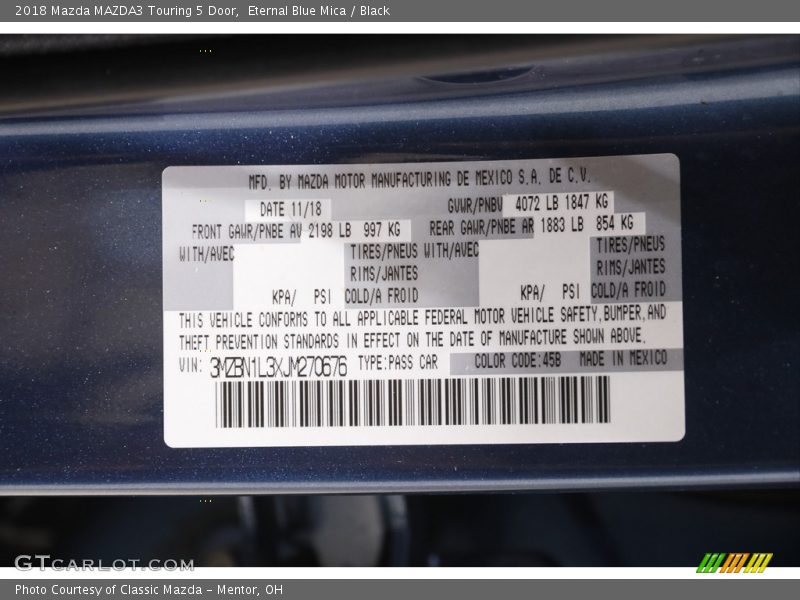 2018 Mazda MAZDA3 Touring 5 Door,  Eternal Blue Mica / Black
MFD. BY MAZDA MOTOR MANUFACTURING DE MEXICO S.A. DE C.V.
DATE 11/18 GVWR/PNBV 4072 LB 1847 KG
FRONT GAWR/PNBE AV 2198 LB 997 KG REAR GAWR/PNBE AR 1883 LB 854 KG
WITH/AVEC TIRES/PNEUS WITH/AVEC TIRES/PNEUS
RIMS/JANTES RIMS/JANTES
KPA/ PSI COLD/A FROID KPA/ PSI COLD/A FROID
THIS VEHICLE CONFORMS TO ALL APPLICABLE FEDERAL MOTOR VEHICLE SAFETY,BUMPER,AND
THEFT PREVENTION STANDARDS IN EFFECT ON THE DATE OF MANUFACTURE SHOWN ABOVE.
VIN: 3MZBN1L3XJM270676 TYPE:PASS CAR COLOR CODE:45B MADE IN MEXICO
GTCARLOT.COM
Photo Courtesy of Classic Mazda - Mentor, OH